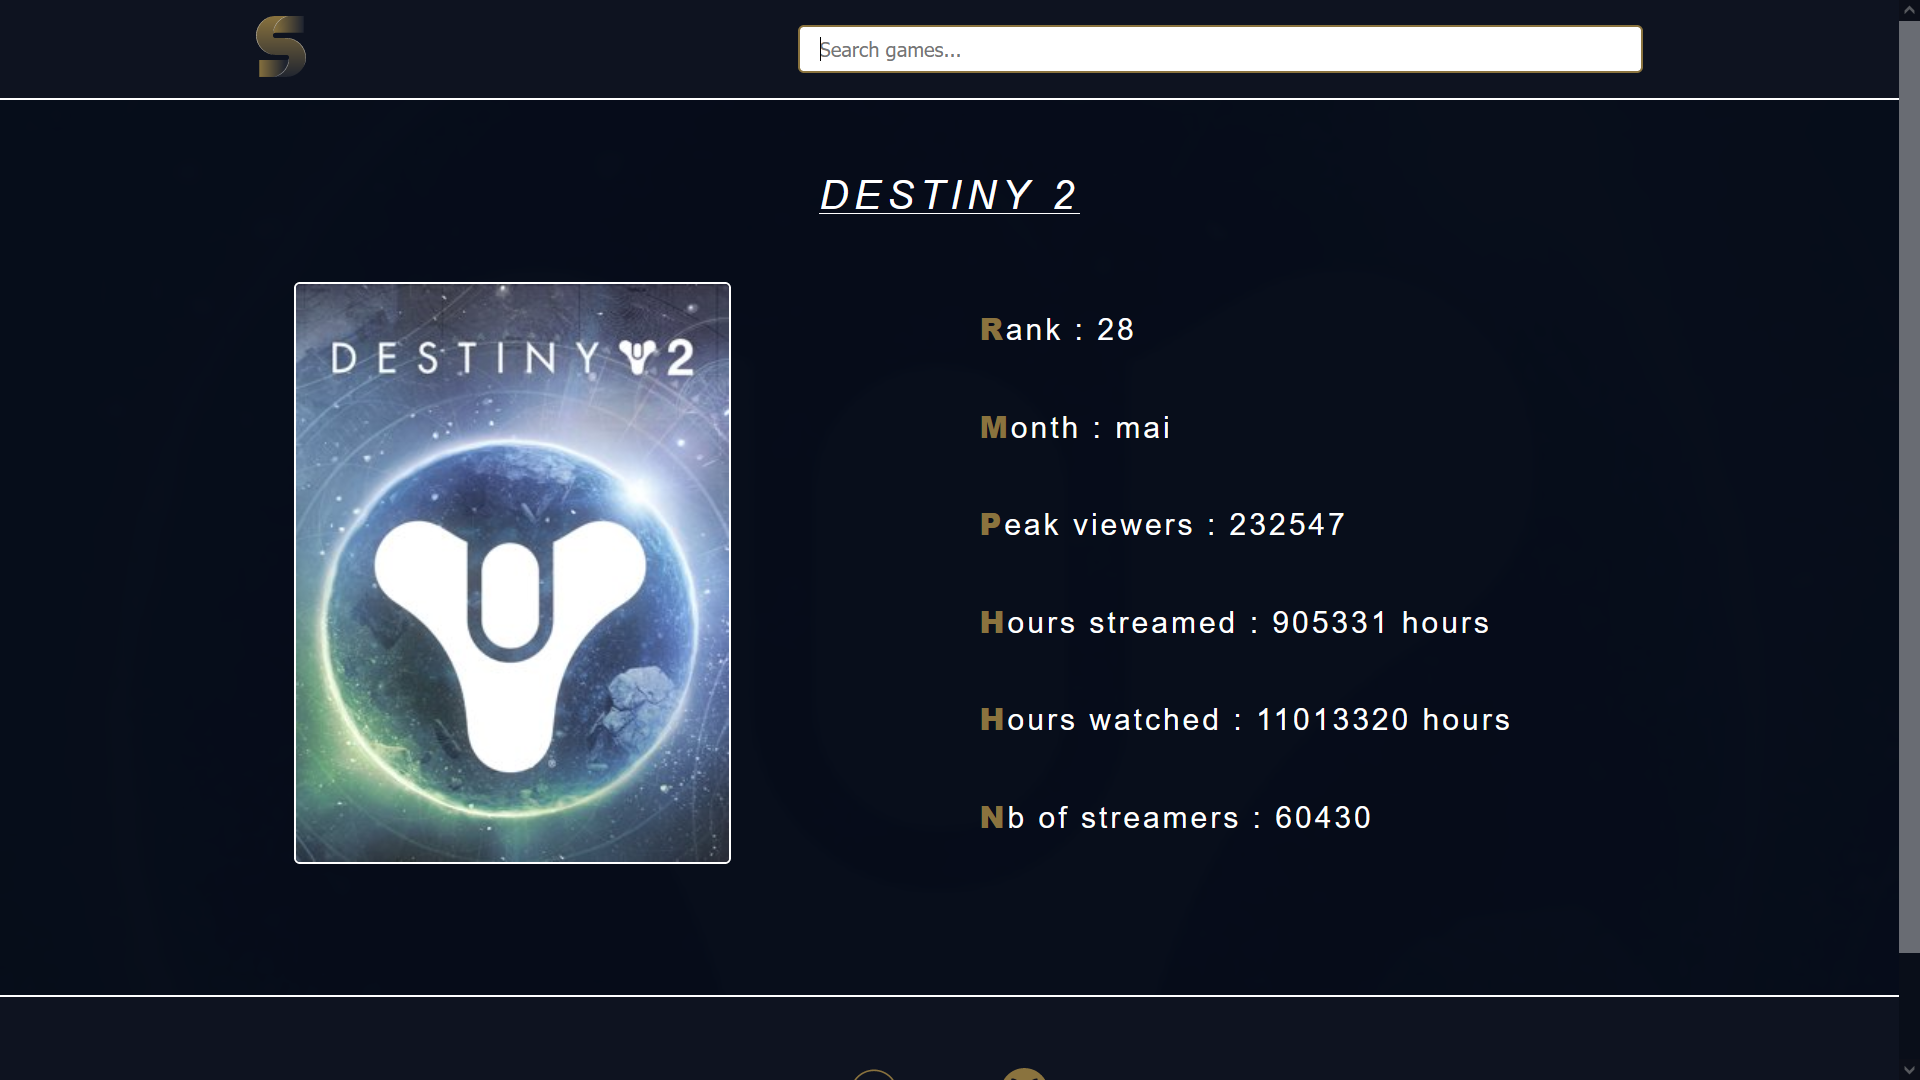 S
Search games...
DESTINY 2
DESTINY 2
Rank : 28
Month : mai
Peak viewers : 232547
Hours streamed : 905331 hours
Hours watched : 11013320 hours
Nb of streamers : 60430